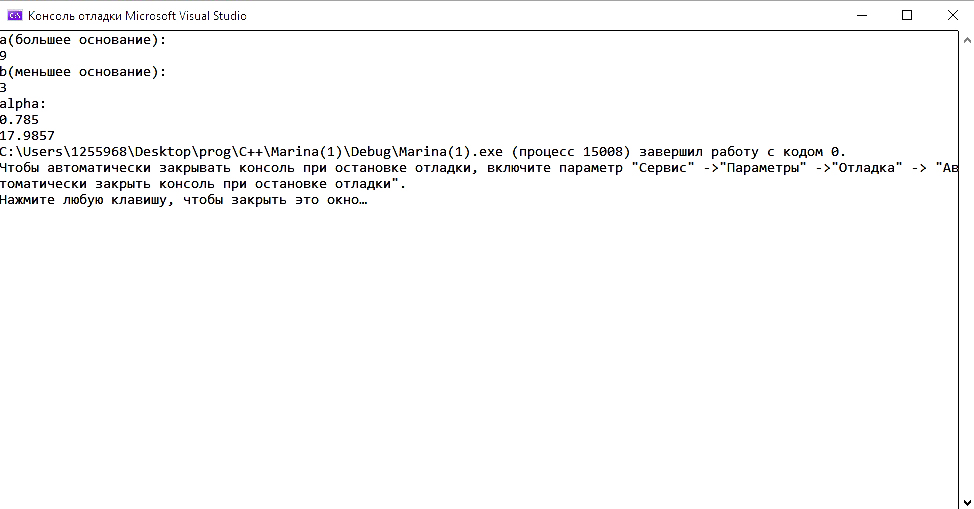 Консоль отладки Microsoft Visual Studio
a(большее основание):
9
b(меньшее основание):
3
alpha:
0.785
17.9857
C:\Users\1255968\Desktop\prog\C++\Marina(1)\Debug\Marina(1).exe (процесс 15008) завершил работу с кодом 0.
Чтобы автоматически закрывать консоль при остановке отладки, включите параметр "Сервис" ->"Параметры" ->"Отладка" -> "Ав
томатически закрыть консоль при остановке отладки".
Нажмите любую клавишу, чтобы закрыть это окно…